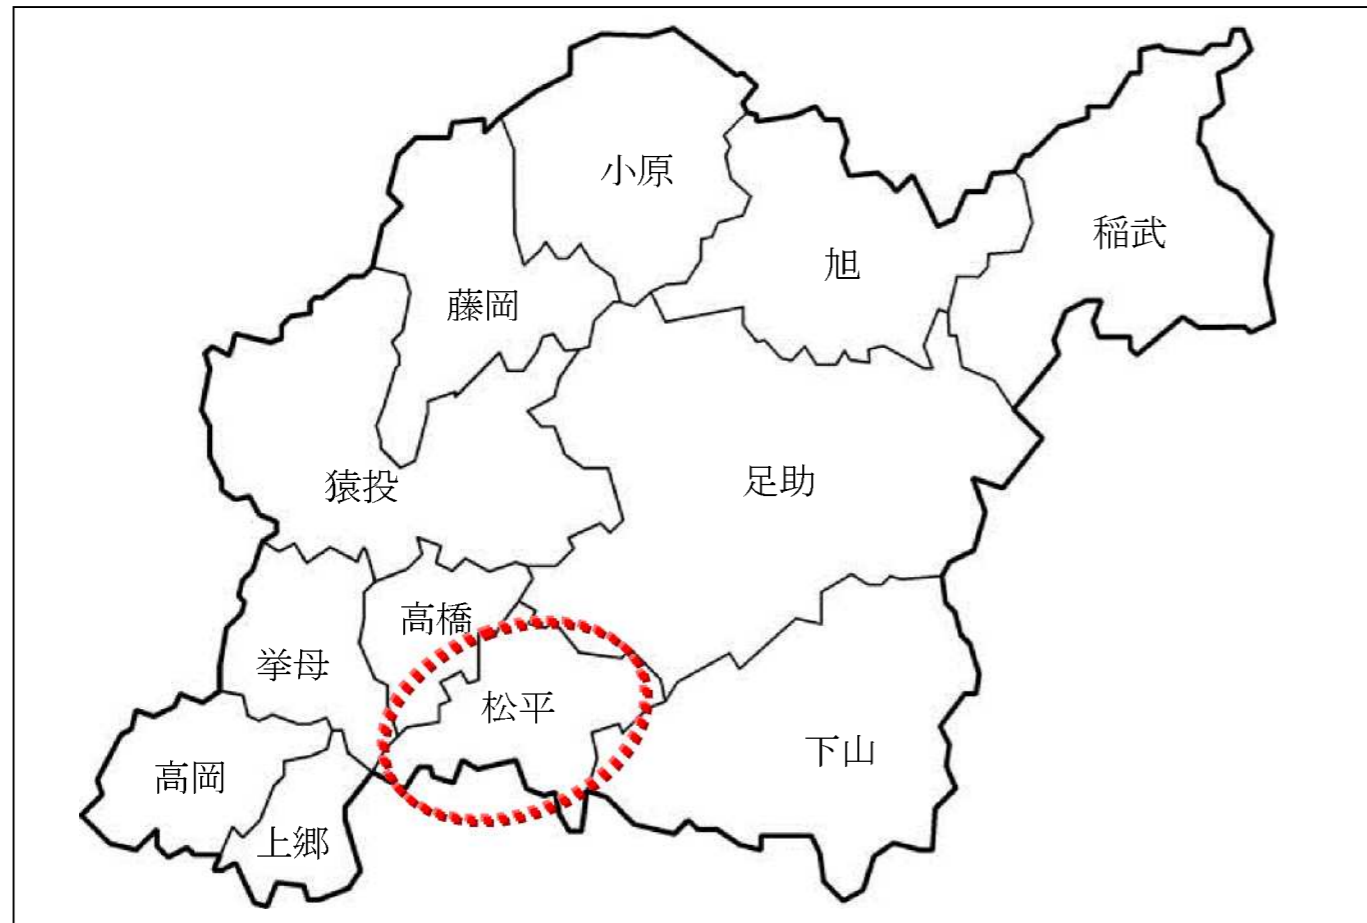 小原
稲武
旭
藤岡
足助
猿投
高橋
挙母
松平
下山
高岡
上郷